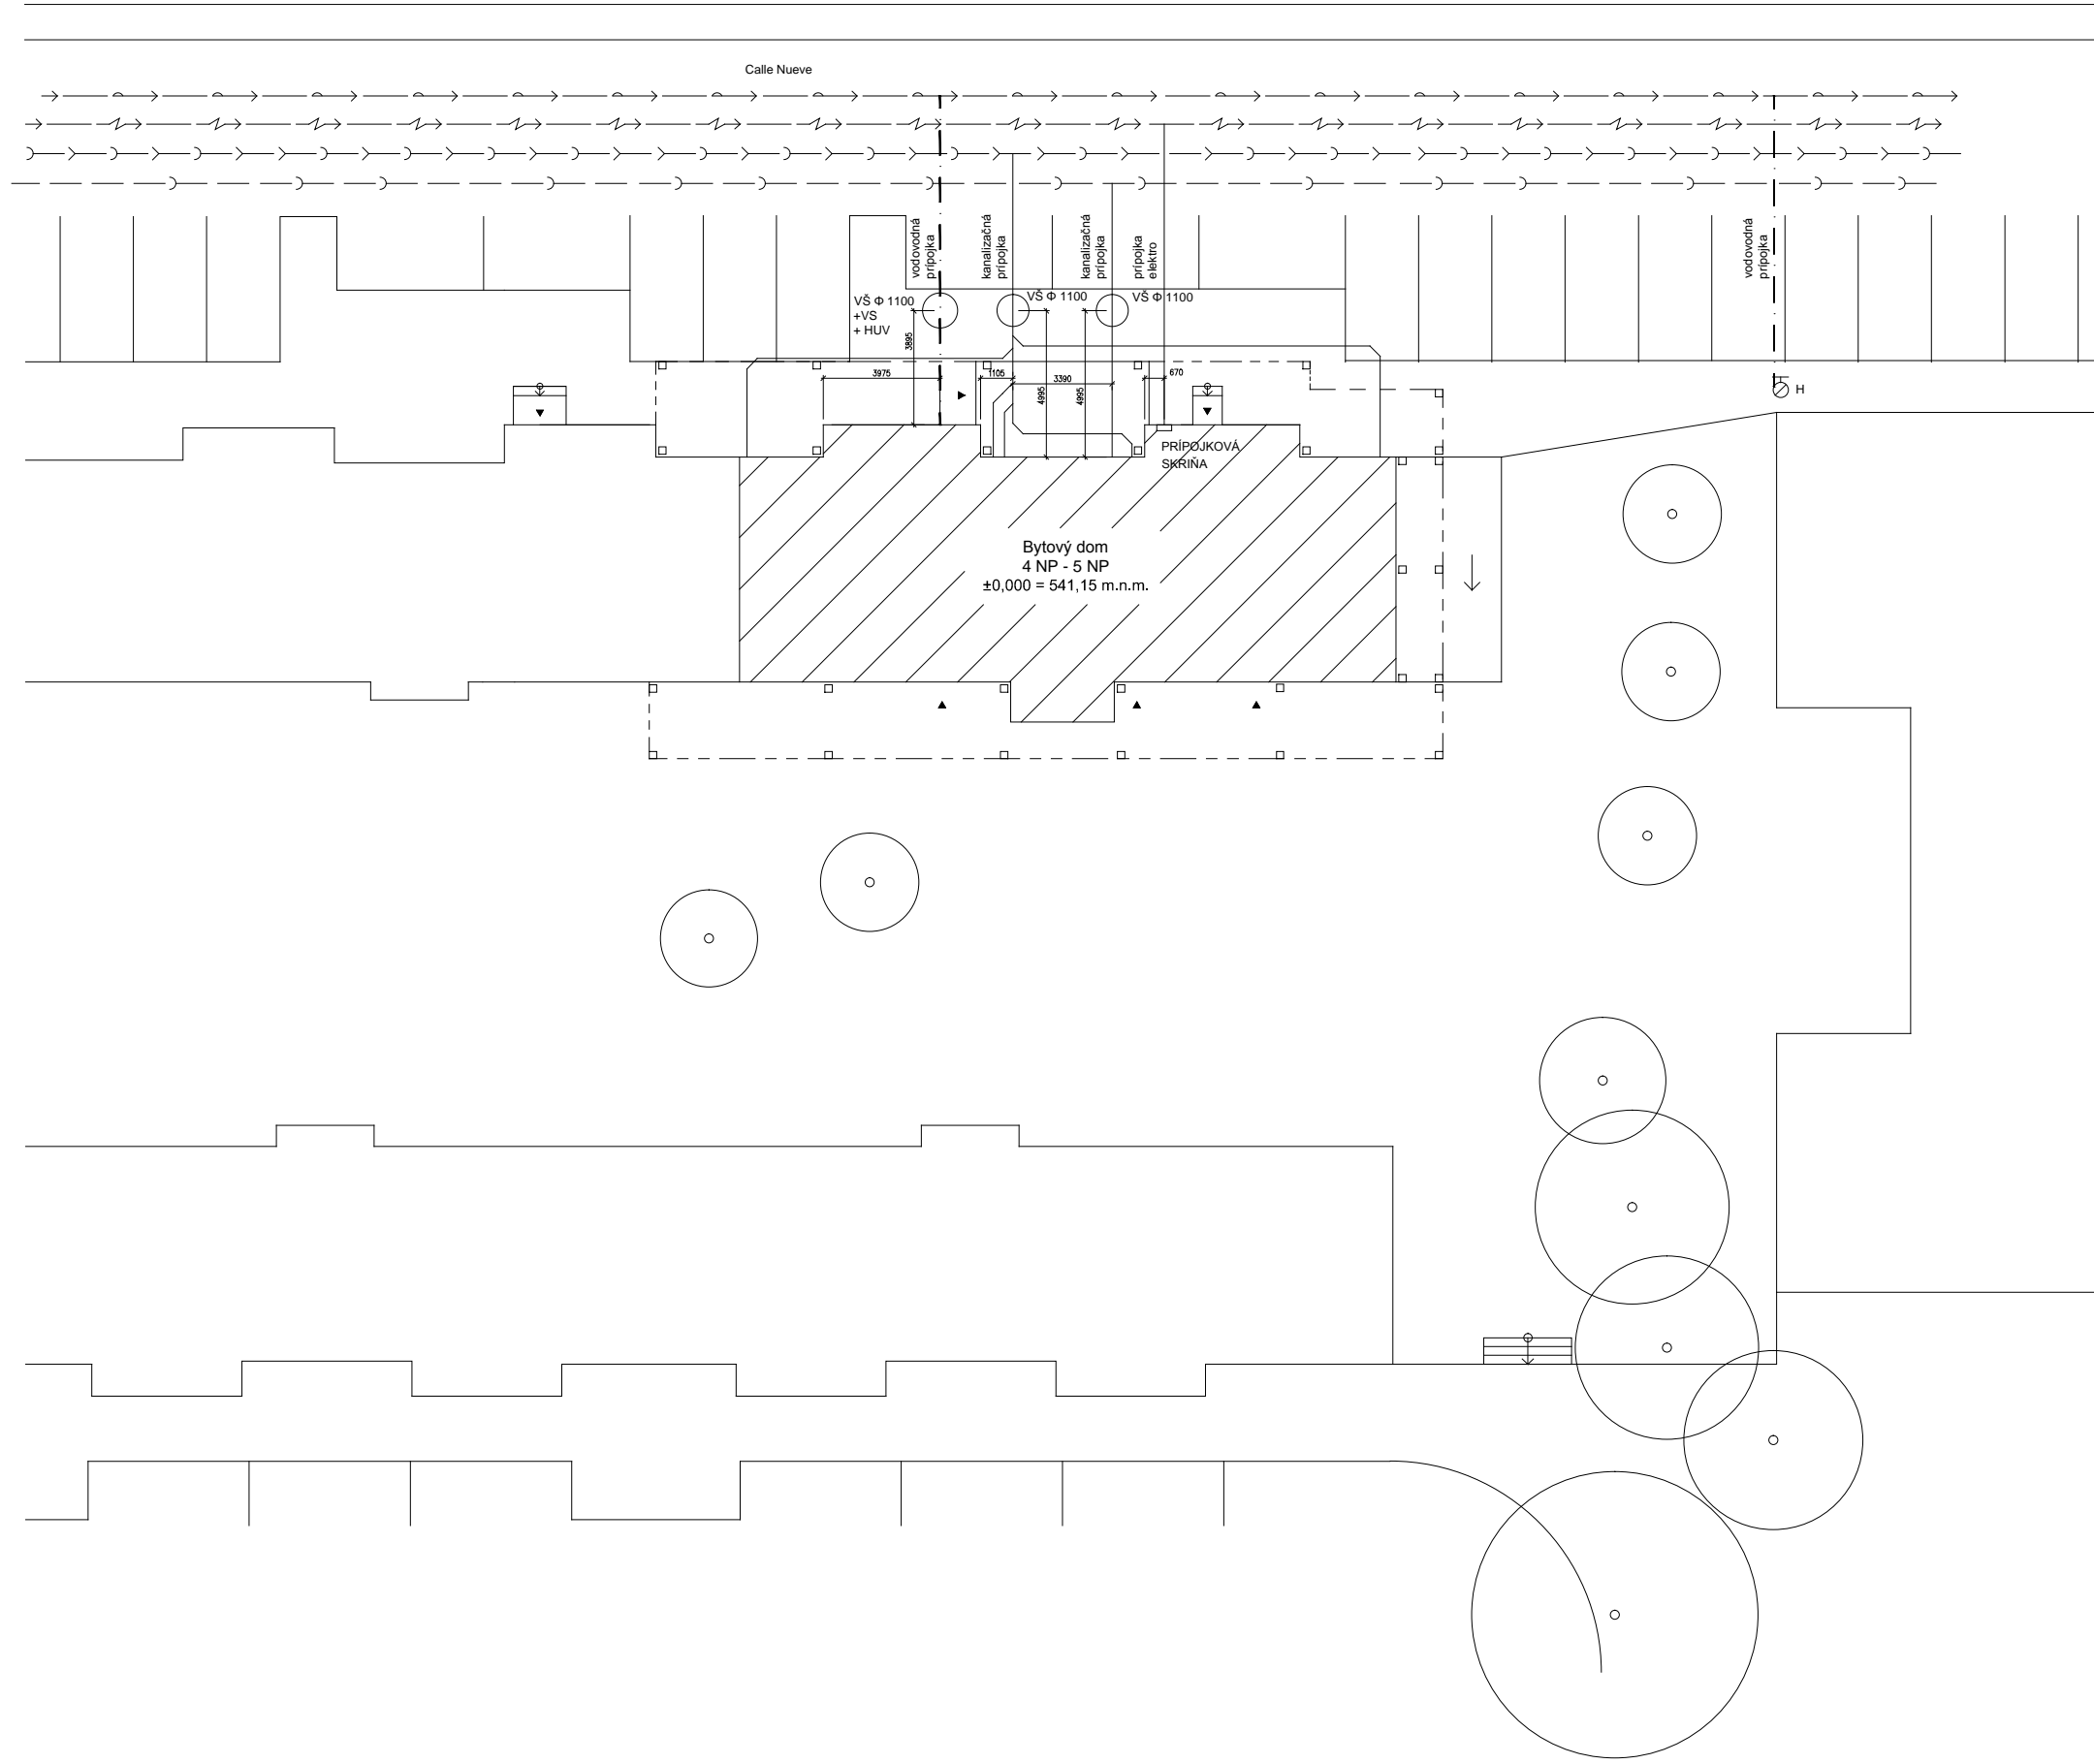 Calle Nueve
vodovodná
prípojka
kanalizačná
prípojka
kanalizačná
prípojka
prípojka
elektro
vodovodná
prípojka
VŠ Φ 1100
+VS
+ HUV
VŠ Φ 1100
VŠ Φ 1100
3895
3975
1105
3390
670
4995
4995
H
PRÍPOJKOVÁ
SKRIŇA
Bytový dom
4 NP - 5 NP
±0,000 = 541,15 m.n.m.